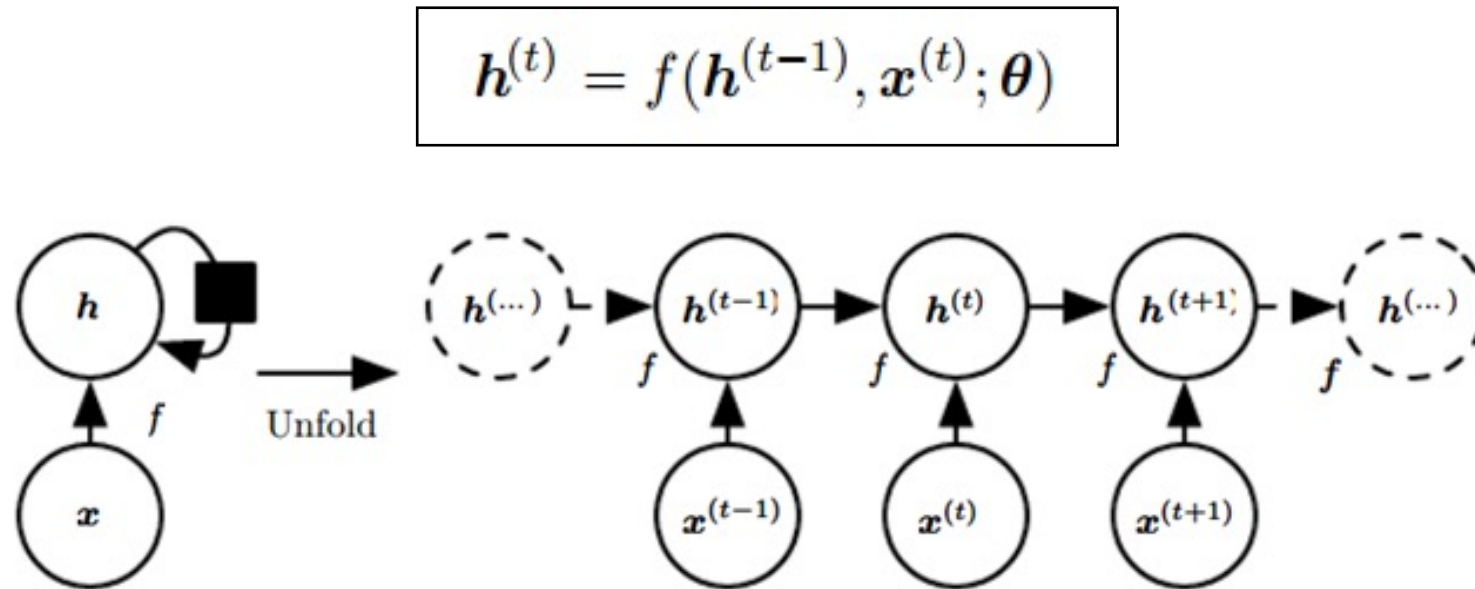 h^(t) = f(h^(t−1), x^(t); θ)
h h^(...) h^(t−1) h^(t) h^(t+1) h^(...)
f f f f
f
Unfold
x x^(t−1) x^(t) x^(t+1)